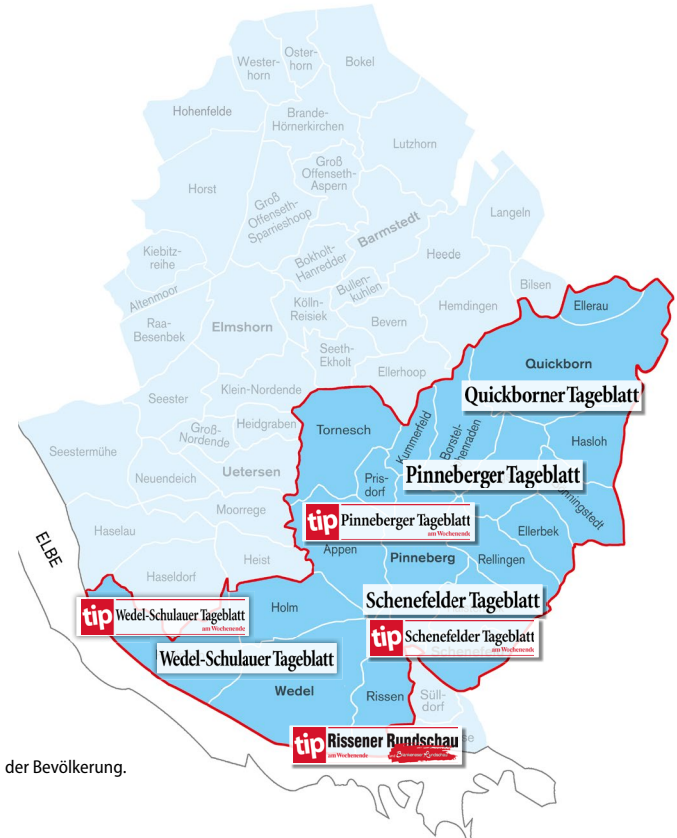 Wester-
horn
Oster-
horn
Bokel
Hohenfelde
Brande-
Hörnerkirchen
Lutzhorn
Groß
Offenseth-
Aspern
Horst
Groß
Offenseth-
Sparrieshoop
Langeln
Barmstedt
Kiebitz-
reihe
Bokholt-
Hanredder
Heede
Bilsen
Altenmoor
Bullen-
kuhlen
Ellerau
Raa-
Besenbek
Elmshorn
Kölln-
Reisiek
Hemdingen
Bevern
Seeth-
Ekholt
Ellerhoop
Quickborn
Quickborner Tageblatt
Seester
Klein-Nordende
Groß-
Nordende
Heidgraben
Tornesch
Kummerfeld
Borstel-
Hasloh
Seestermühe
Neuendeich
Uetersen
Pris-
dorf
Pinneberger Tageblatt
Moorrege
tip Pinneberger Tageblatt
am Wochenende
Ellerbek
ELBE
Haselau
Heist
Appen
Pinneberg
Rellingen
Haseldorf
Schenefelder Tageblatt
tip Wedel-Schulauer Tageblatt
am Wochenende
Holm
tip Schenefelder Tageblatt
am Wochenende
Wedel-Schulauer Tageblatt
Wedel
Rissen
Süll-
dorf
tip Rissener Rundschau
am Wochenende
der Bevölkerung.